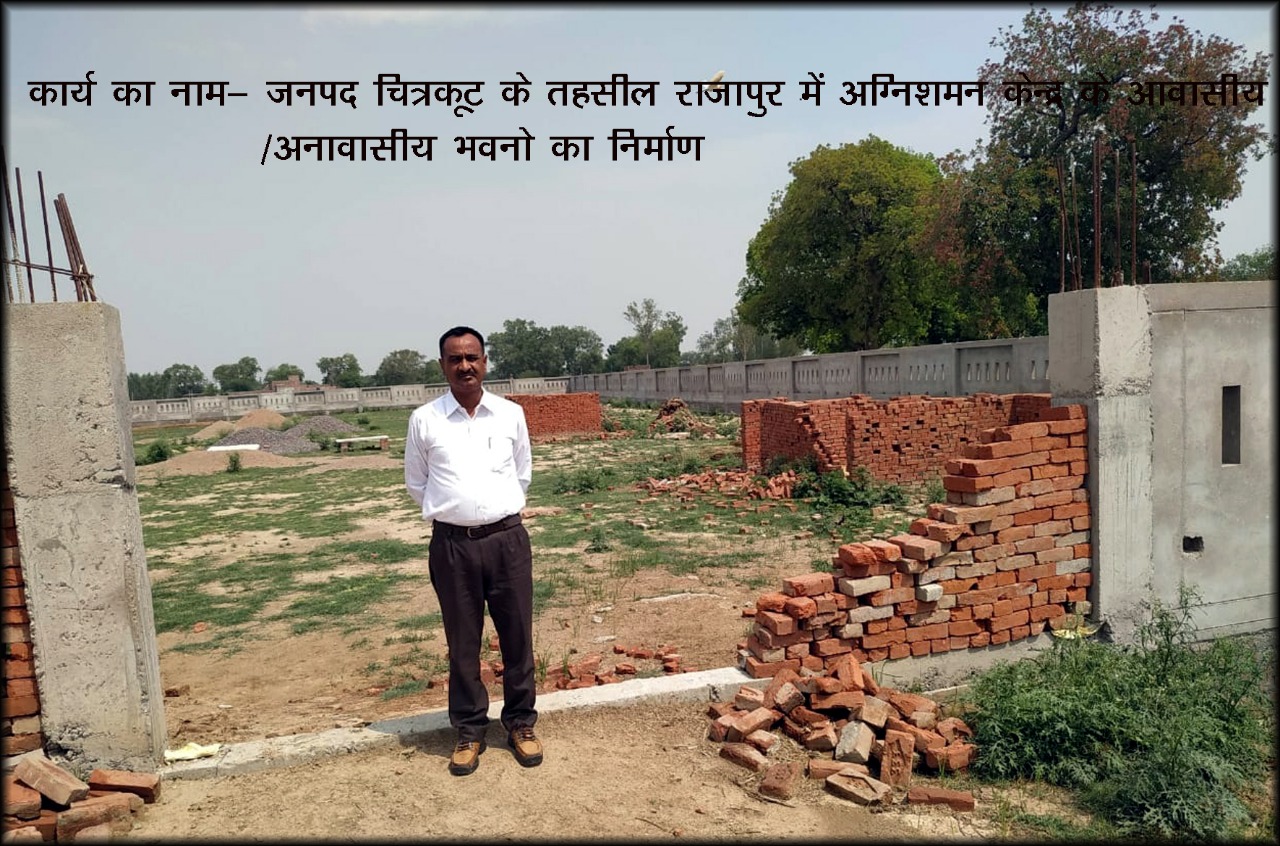 कार्य का नाम– जनपद चित्रकूट के तहसील राजापुर में अग्निशमन केन्द्र के आवासीय
/अनावासीय भवनो का निर्माण